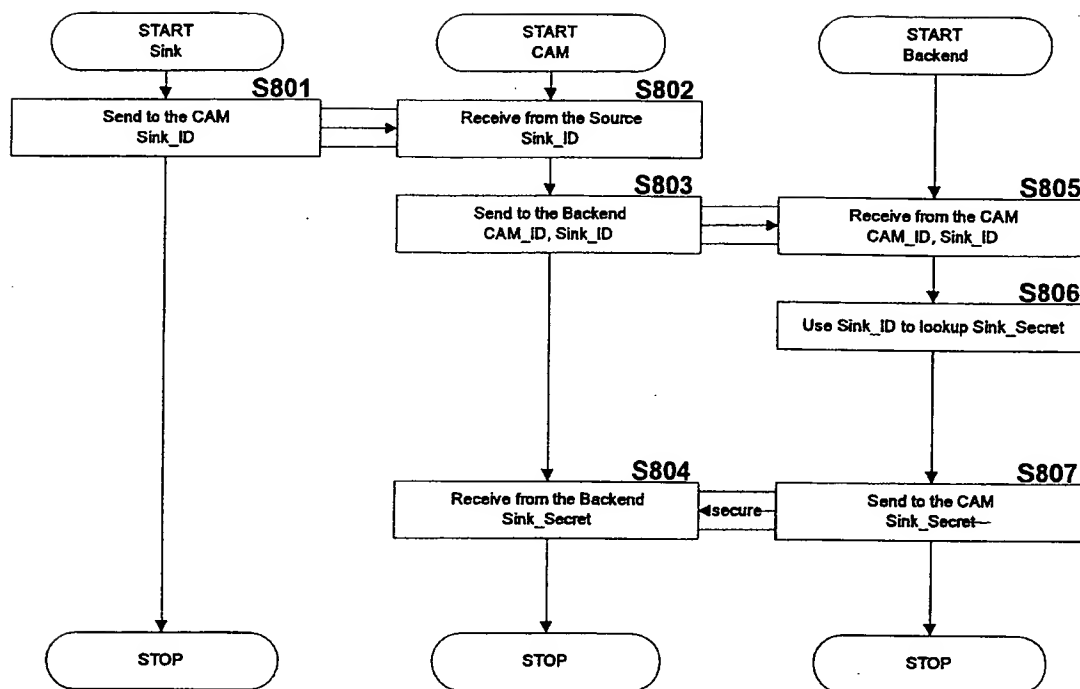 START
Sink
START
CAM
START
Backend
S801
Send to the CAM
Sink_ID
S802
Receive from the Source
Sink_ID
S803
Send to the Backend
CAM_ID, Sink_ID
S805
Receive from the CAM
CAM_ID, Sink_ID
S806
Use Sink_ID to lookup Sink_Secret
S804
Receive from the Backend
Sink_Secret
secure
S807
Send to the CAM
Sink_Secret
STOP
STOP
STOP